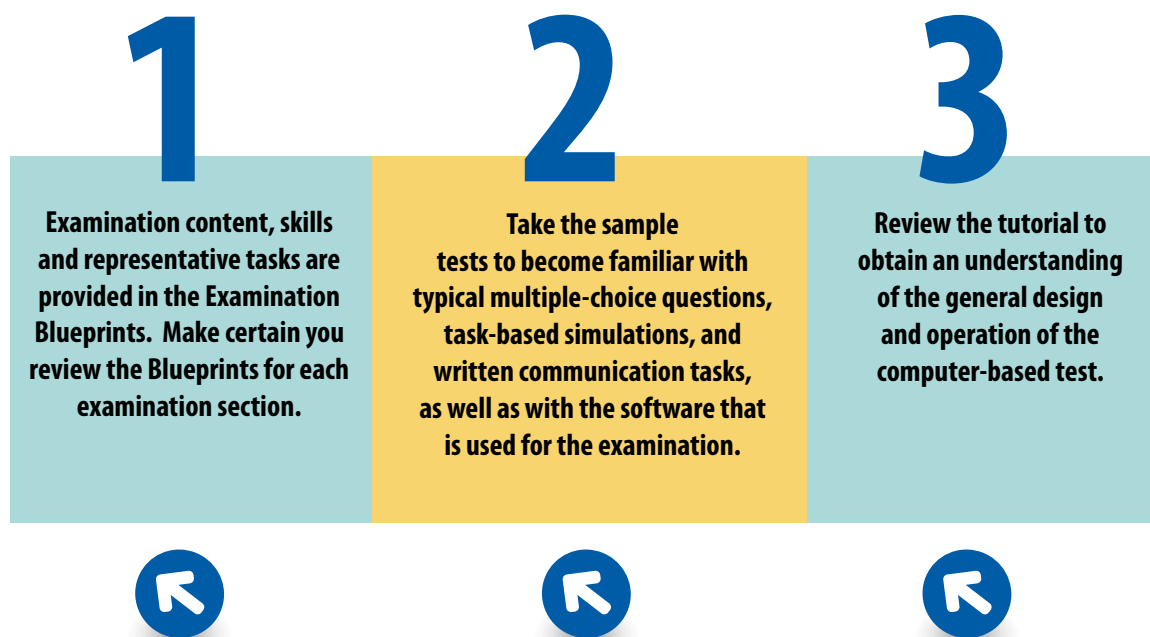 1
Examination content, skills
and representative tasks are
provided in the Examination
Blueprints.  Make certain you
review the Blueprints for each
examination section.
2
Take the sample
tests to become familiar with
typical multiple-choice questions,
task-based simulations, and
written communication tasks,
as well as with the software that
is used for the examination.
3
Review the tutorial to
obtain an understanding
of the general design
and operation of the
computer-based test.